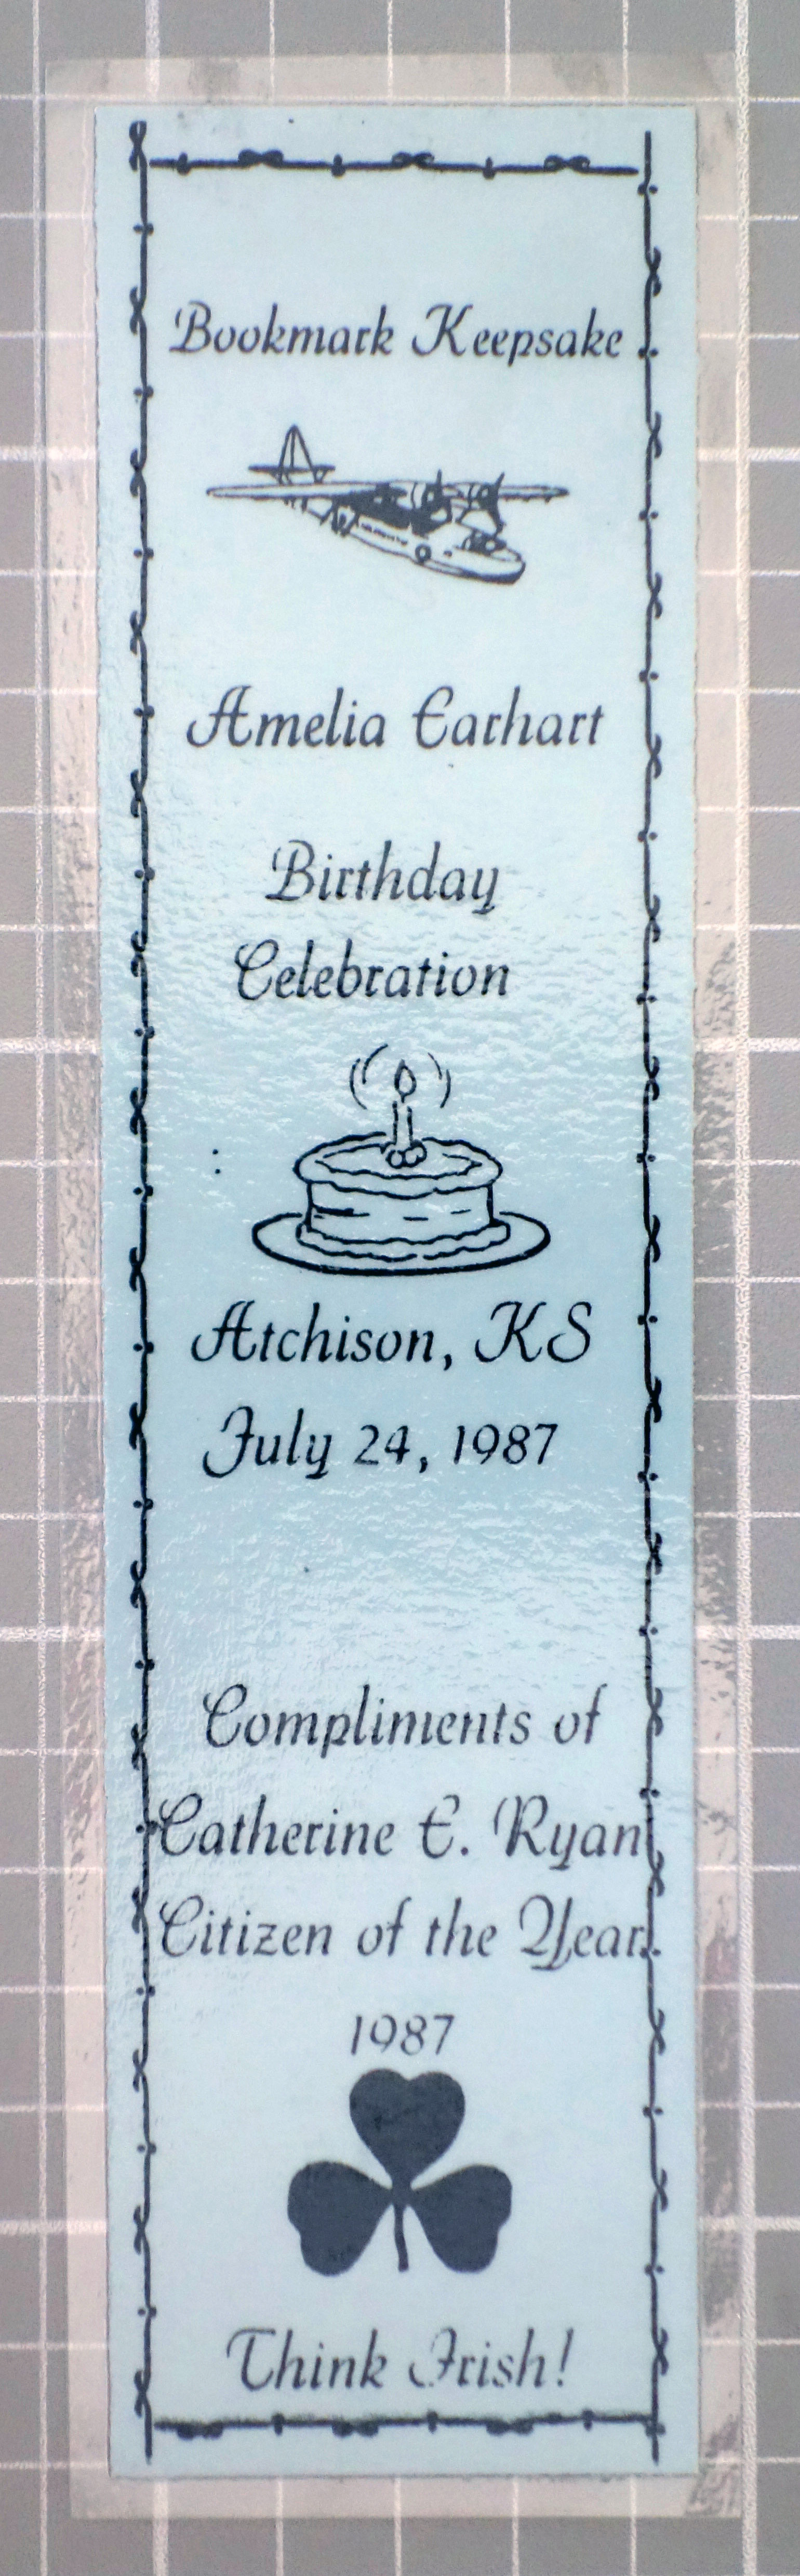 Bookmark Keepsake
Amelia Earhart
Birthday
Celebration
Atchison, KS
July 24, 1987
Compliments of
Catherine E. Ryan
Citizen of the Year
1987
Think Irish!